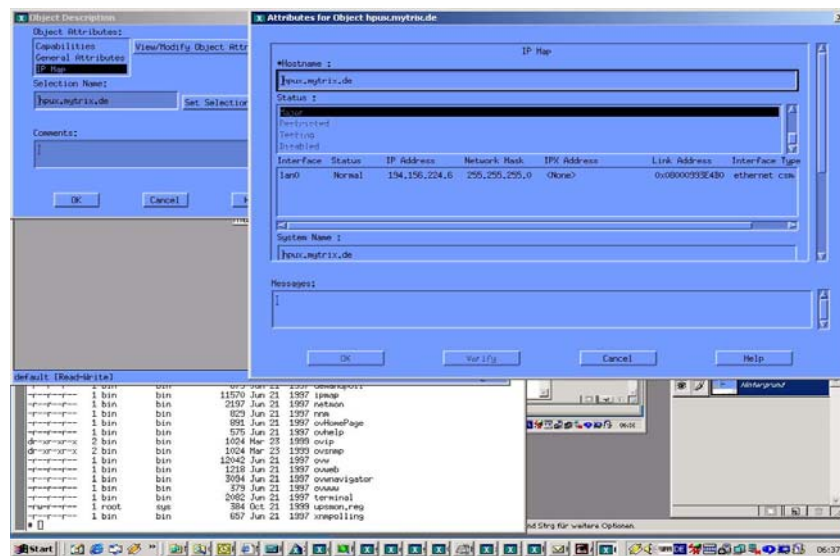 Object Description
Object Attributes:
Capabilities
General Attributes
IP Map
View/Modify Object Attr
Selection Name:
hpux.mytrix.de
Set Selection
Comments:
OK
Cancel
Attributes for Object hpux.mytrix.de
IP Map
*Hostname :
hpux.mytrix.de
Status :
Major
Restricted
Testing
Disabled
Interface Status IP Address Network Mask IPX Address Link Address Interface Type
lan0 Normal 194.156.224.6 255.255.255.0 <None> 0x08000993E4B0 ethernet csm
System Name :
hpux.mytrix.de
Messages:
OK
Verify
Cancel
Help
default [Read-Write]
-r--r--r-- 1 bin bin 11570 Jun 21 1997 ipmap
-r--r--r-- 1 bin bin 2197 Jun 21 1997 netmon
-r--r--r-- 1 bin bin 829 Jun 21 1997 nnm
-r--r--r-- 1 bin bin 891 Jun 21 1997 ovHomePage
-r--r--r-- 1 bin bin 575 Jun 21 1997 ovhelp
dr-xr-xr-x 2 bin bin 1024 Mar 23 1999 ovip
dr-xr-xr-x 2 bin bin 1024 Mar 23 1999 ovsnmp
-r--r--r-- 1 bin bin 12042 Jun 21 1997 ovw
-r--r--r-- 1 bin bin 1218 Jun 21 1997 ovweb
-r--r--r-- 1 bin bin 3094 Jun 21 1997 ovwnavigator
-r--r--r-- 1 bin bin 379 Jun 21 1997 ovwww
-r--r--r-- 1 bin bin 2082 Jun 21 1997 terminal
-rw-r--r-- 1 root sys 384 Oct 21 1999 upsmon.reg
-r--r--r-- 1 bin bin 657 Jun 21 1997 xnmpolling
#
Hintergrund
nd Strg für weitere Optionen.
Start